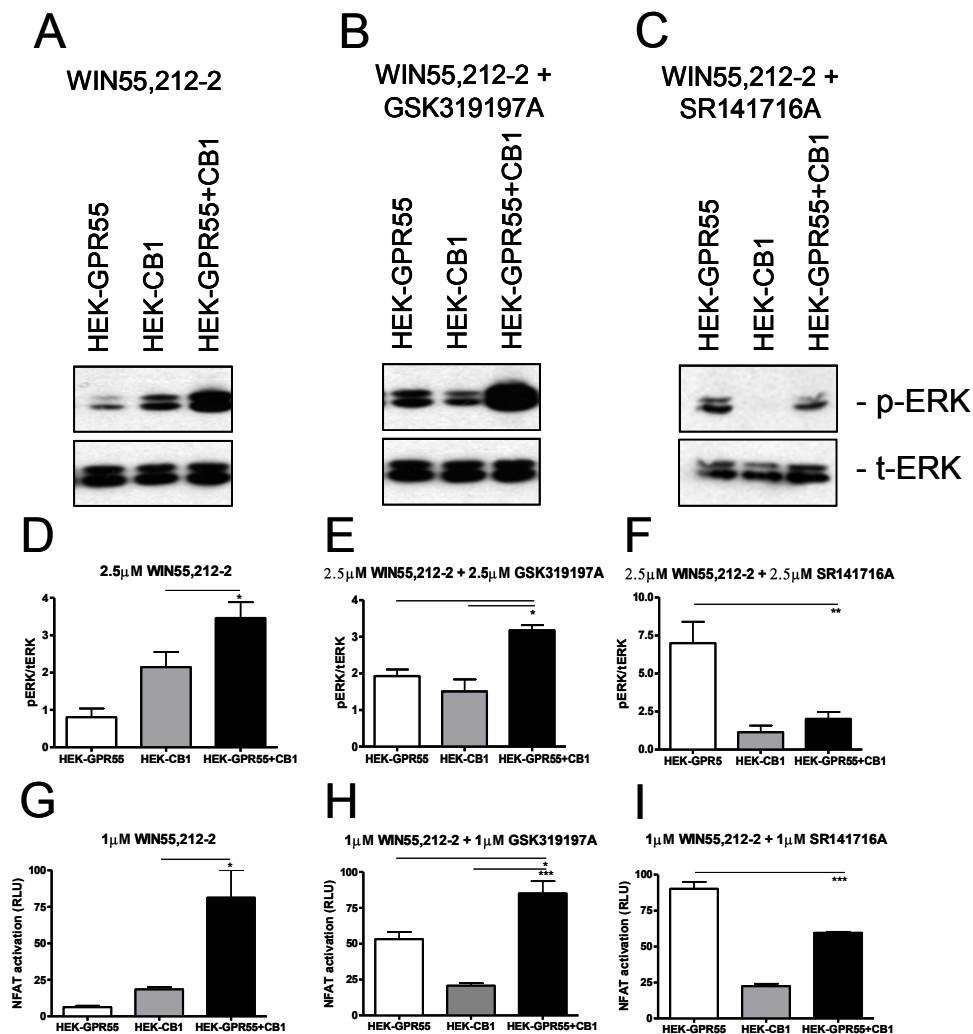 A
B
C
WIN55,212-2
WIN55,212-2 +
GSK319197A
WIN55,212-2 +
SR141716A
HEK-GPR55
HEK-CB1
HEK-GPR55+CB1
HEK-GPR55
HEK-CB1
HEK-GPR55+CB1
HEK-GPR55
HEK-CB1
HEK-GPR55+CB1
- p-ERK
- t-ERK
D
2.5µM WIN55,212-2
*
pERK/tERK
4
3
2
1
0
HEK-GPR55 HEK-CB1 HEK-GPR55+CB1
E
2.5µM WIN55,212-2 + 2.5µM GSK319197A
*
pERK/tERK
4
3
2
1
0
HEK-GPR55 HEK-CB1 HEK-GPR55+CB1
F
2.5µM WIN55,212-2 + 2.5µM SR141716A
**
pERK/tERK
10.0
7.5
5.0
2.5
0.0
HEK-GPR5 HEK-CB1 HEK-GPR55+CB1
G
1µM WIN55,212-2
*
NFAT activation (RLU)
100
75
50
25
0
HEK-GPR55 HEK-CB1 HEK-GPR55+CB1
H
1µM WIN55,212-2 + 1µM GSK319197A
*
***
NFAT activation (RLU)
100
75
50
25
0
HEK-GPR55 HEK-CB1 HEK-GPR55+CB1
I
1µM WIN55,212-2 + 1µM SR141716A
***
NFAT activation (RLU)
100
75
50
25
0
HEK-GPR55 HEK-CB1 HEK-GPR55+CB1